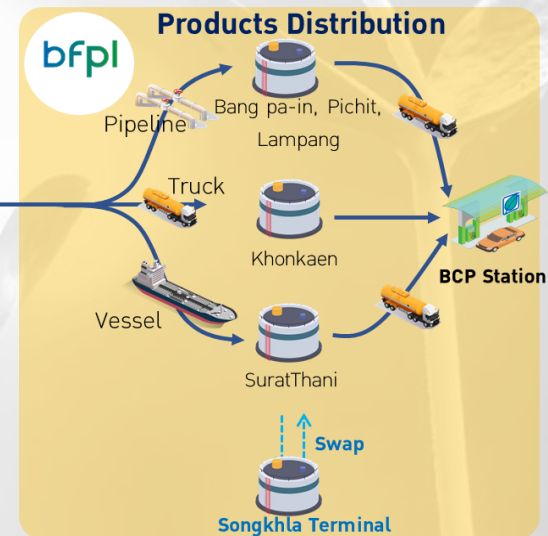 Products Distribution
bfpl
Pipeline
Bang pa-in, Pichit,
Lampang
Truck
Khonkaen
BCP Station
Vessel
SuratThani
Swap
Songkhla Terminal